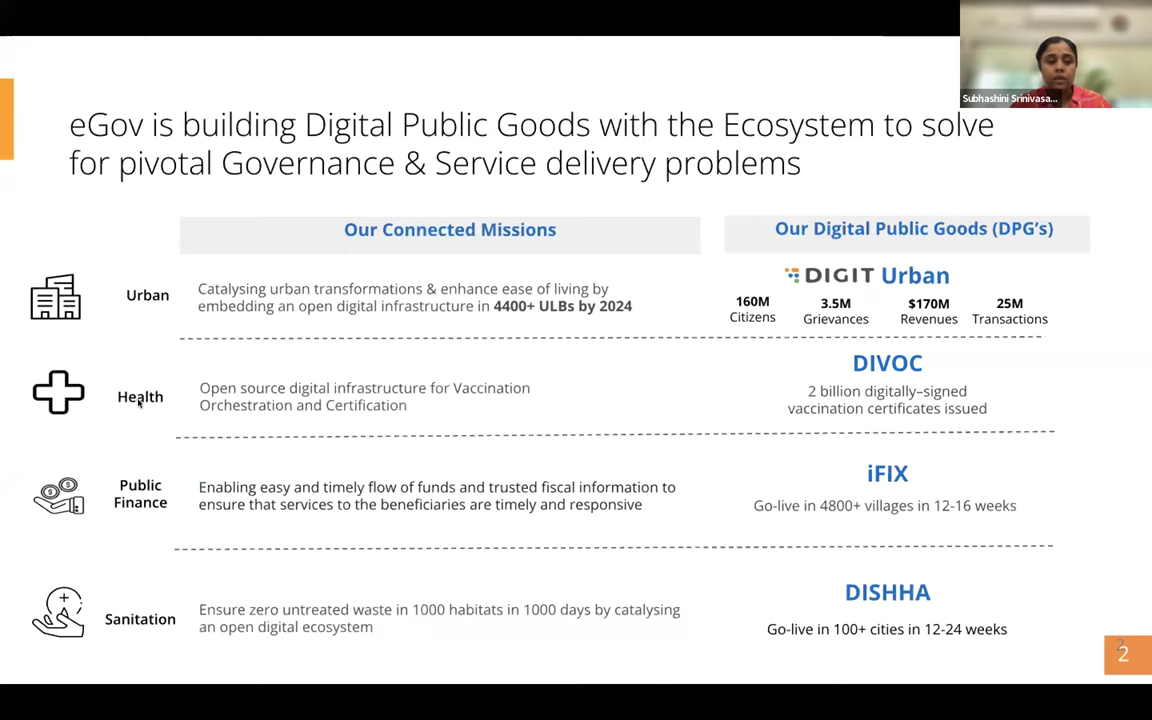 Subhashini Srinivasa...
eGov is building Digital Public Goods with the Ecosystem to solve
for pivotal Governance & Service delivery problems
Our Connected Missions
Our Digital Public Goods (DPG's)
Urban
Catalysing urban transformations & enhance ease of living by
embedding an open digital infrastructure in 4400+ ULBs by 2024
DIGIT Urban
160M
Citizens
3.5M
Grievances
$170M
Revenues
25M
Transactions
Health
Open source digital infrastructure for Vaccination
Orchestration and Certification
DIVOC
2 billion digitally–signed
vaccination certificates issued
Public
Finance
Enabling easy and timely flow of funds and trusted fiscal information to
ensure that services to the beneficiaries are timely and responsive
iFIX
Go-live in 4800+ villages in 12-16 weeks
Sanitation
Ensure zero untreated waste in 1000 habitats in 1000 days by catalysing
an open digital ecosystem
DISHHA
Go-live in 100+ cities in 12-24 weeks
2
2